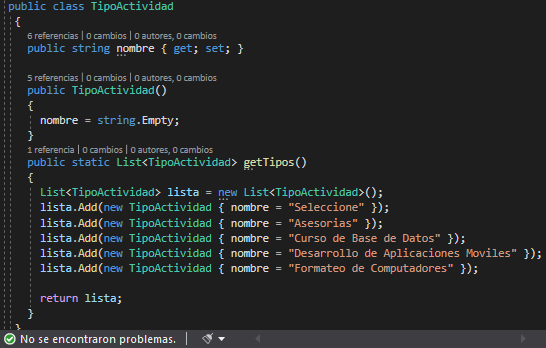 public class TipoActividad
{
6 referencias | 0 cambios | 0 autores, 0 cambios
public string nombre { get; set; }
5 referencias | 0 cambios | 0 autores, 0 cambios
public TipoActividad()
{
nombre = string.Empty;
}
1 referencia | 0 cambios | 0 autores, 0 cambios
public static List<TipoActividad> getTipos()
{
List<TipoActividad> lista = new List<TipoActividad>();
lista.Add(new TipoActividad { nombre = "Seleccione" });
lista.Add(new TipoActividad { nombre = "Asesorias" });
lista.Add(new TipoActividad { nombre = "Curso de Base de Datos" });
lista.Add(new TipoActividad { nombre = "Desarrollo de Aplicaciones Moviles" });
lista.Add(new TipoActividad { nombre = "Formateo de Computadores" });
return lista;
}
}
No se encontraron problemas.